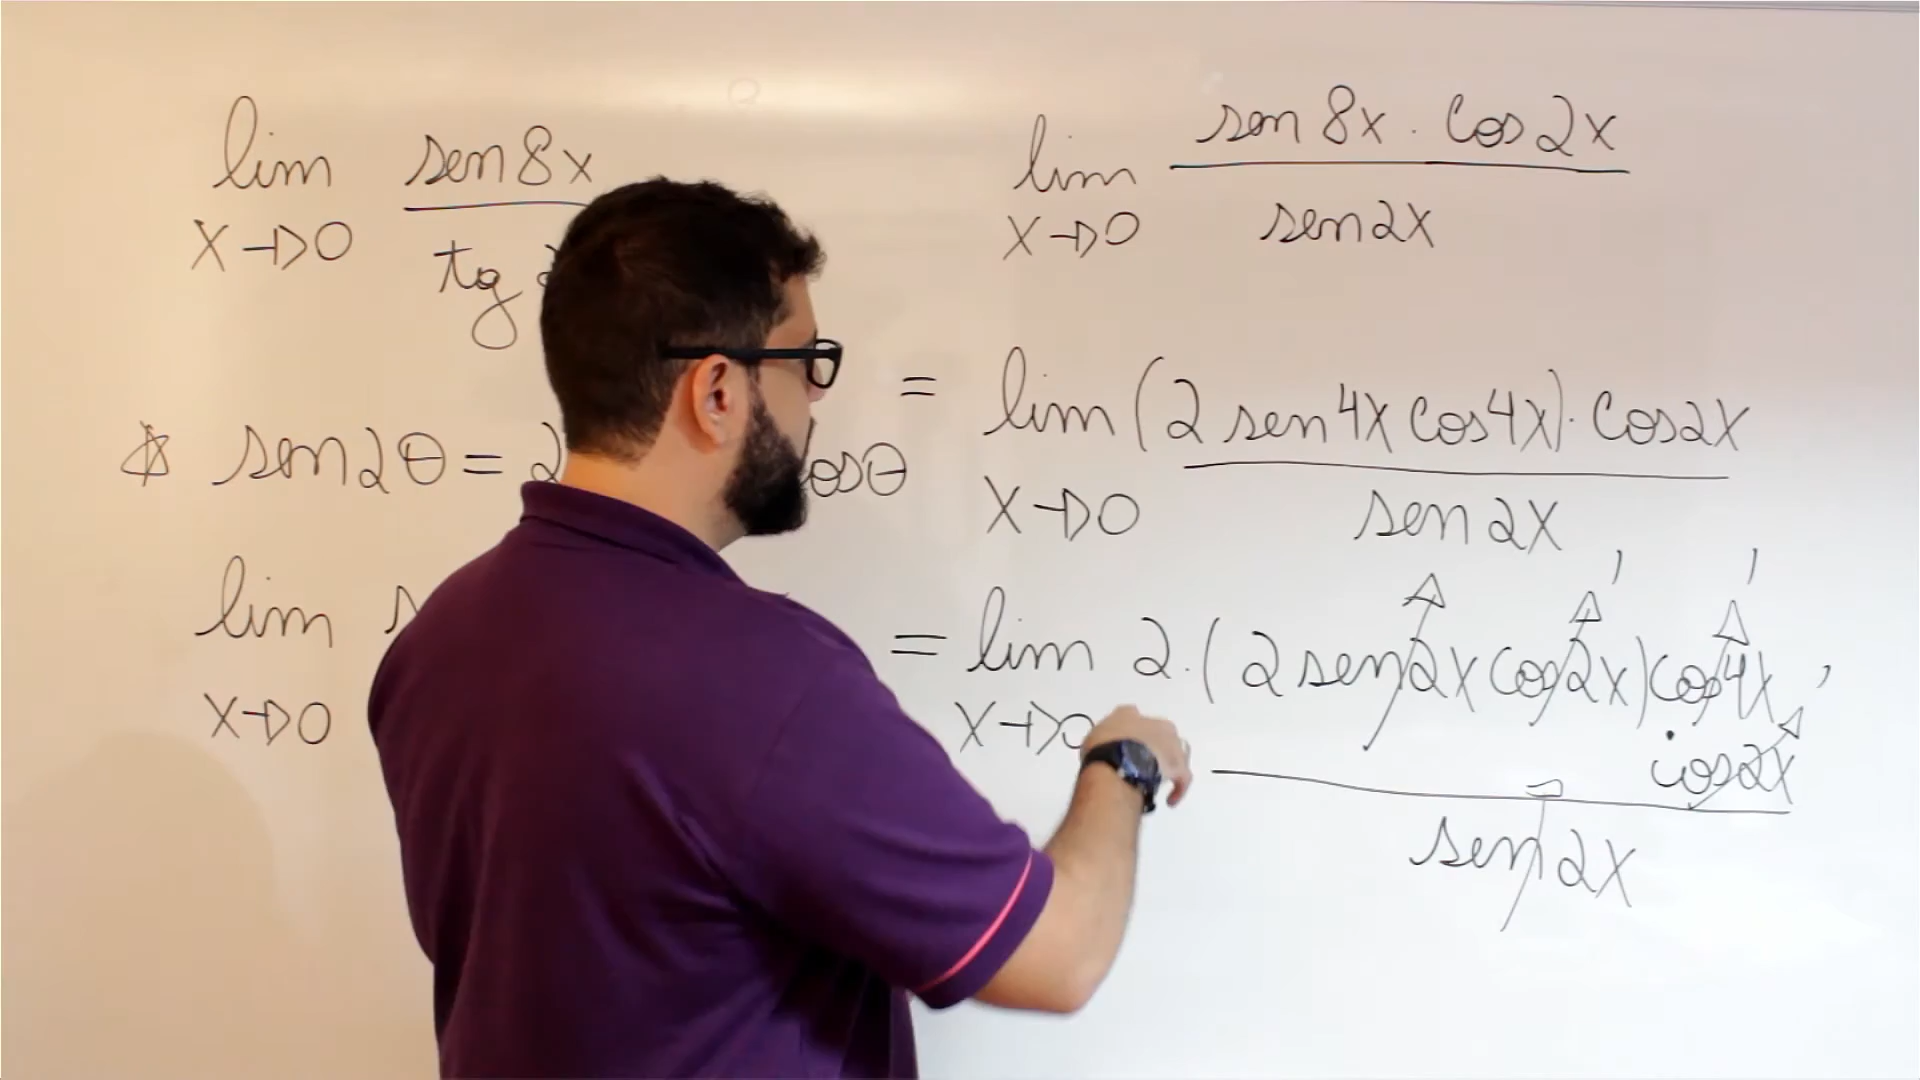 lim sen 8x
x→0 tg
☆ sen 2θ = 2 cosθ
lim
x→0
lim sen 8x · cos 2x
x→0 sen 2x
= lim (2 sen 4x cos 4x) · cos 2x
x→0 sen 2x
= lim 2 · (2 sen 2x cos 2x) cos 4x
x→0 · cos 2x
sen 2x